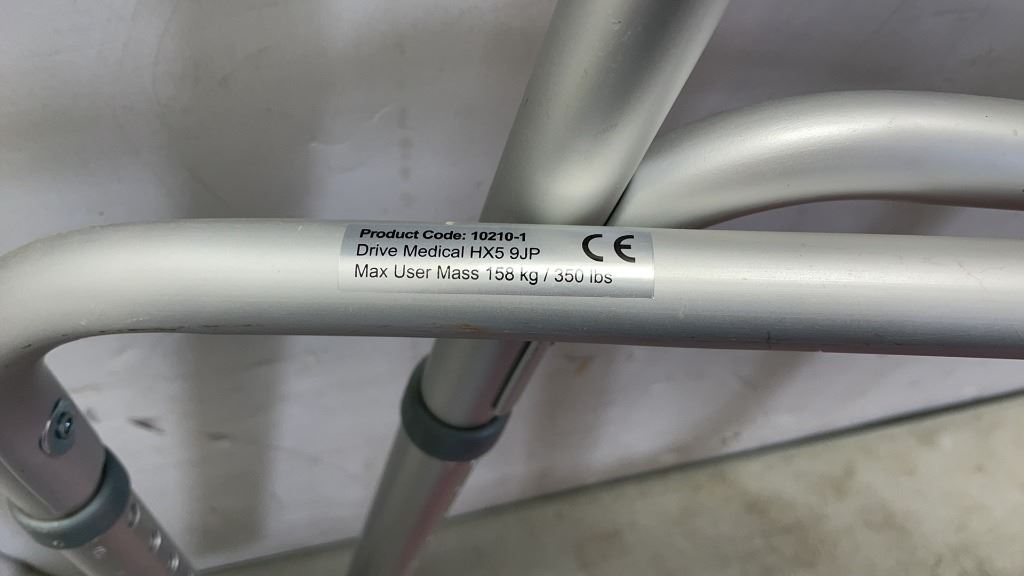 Product Code: 10210-1
Drive Medical HX5 9JP
Max User Mass 158 kg / 350 lbs
CE